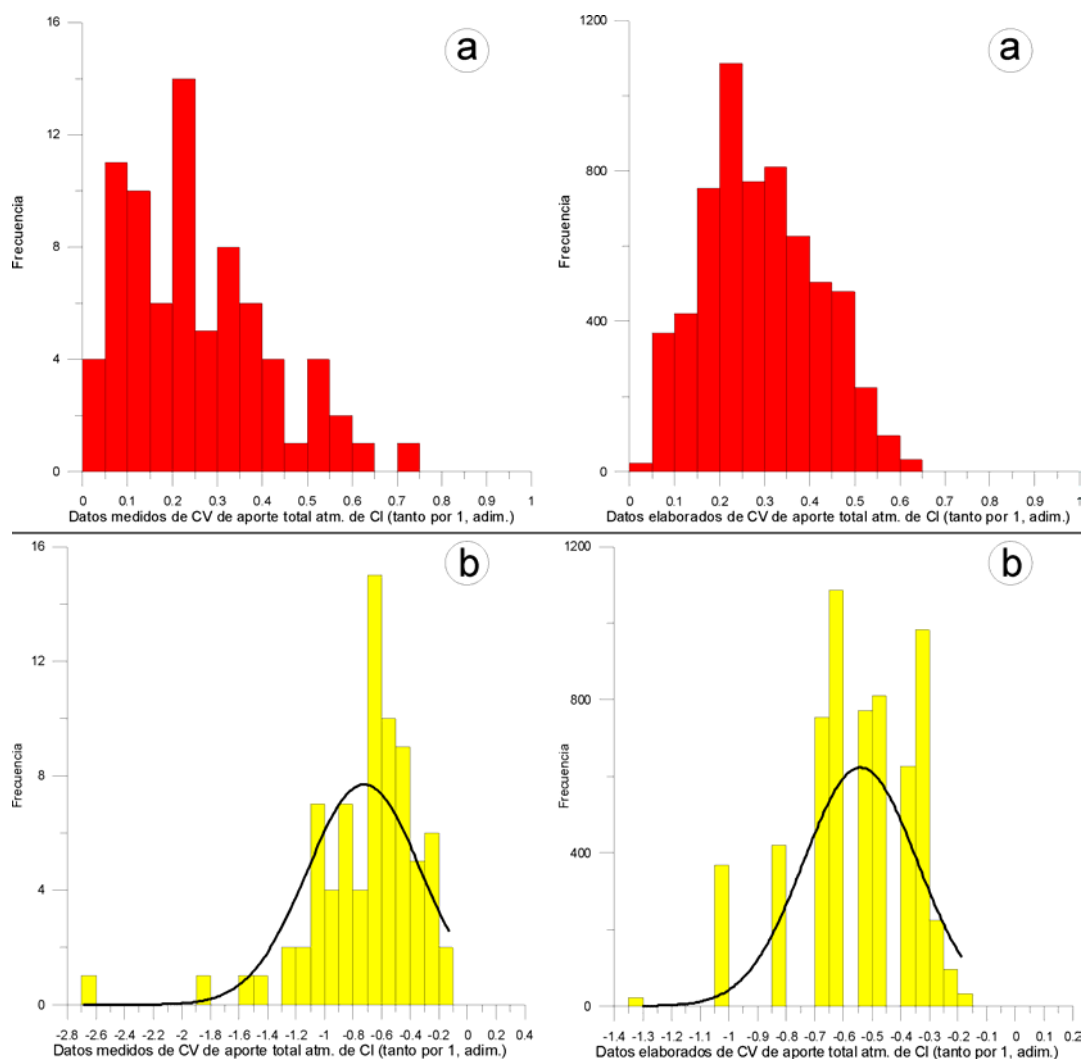 16
12
8
4
0
Frecuencia
a
0 0.1 0.2 0.3 0.4 0.5 0.6 0.7 0.8 0.9 1
Datos medidos de CV de aporte total atm. de Cl (tanto por 1, adim.)
1200
800
400
0
Frecuencia
a
0 0.1 0.2 0.3 0.4 0.5 0.6 0.7 0.8 0.9 1
Datos elaborados de CV de aporte total atm. de Cl (tanto por 1, adim.)
16
12
8
4
0
Frecuencia
b
-2.8 -2.6 -2.4 -2.2 -2 -1.8 -1.6 -1.4 -1.2 -1 -0.8 -0.6 -0.4 -0.2 0 0.2 0.4
Datos medidos de CV de aporte total atm. de Cl (tanto por 1, adim.)
1200
800
400
0
Frecuencia
b
-1.4 -1.3 -1.2 -1.1 -1 -0.9 -0.8 -0.7 -0.6 -0.5 -0.4 -0.3 -0.2 -0.1 0 0.1 0.2
Datos elaborados de CV de aporte total atm. de Cl (tanto por 1, adim.)